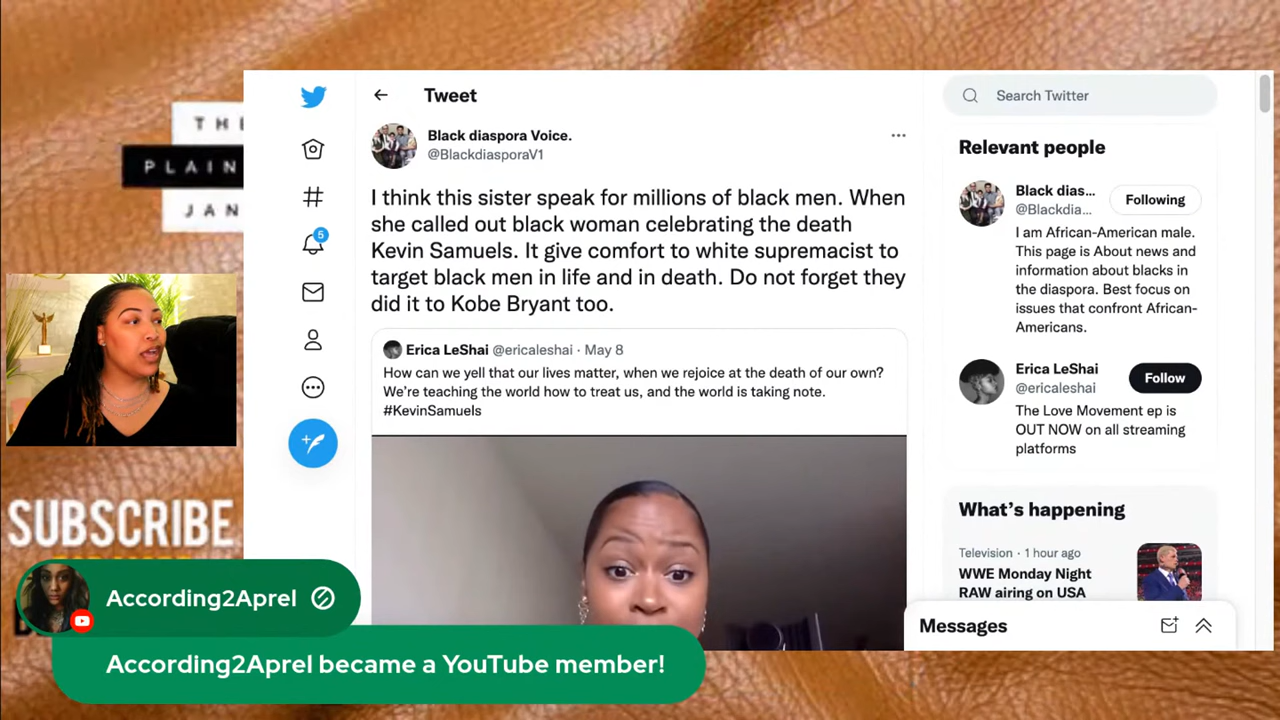 THE
PLAIN
JAN
SUBSCRIBE
Tweet
Black diaspora Voice.
@BlackdiasporaV1
I think this sister speak for millions of black men. When
she called out black woman celebrating the death
Kevin Samuels. It give comfort to white supremacist to
target black men in life and in death. Do not forget they
did it to Kobe Bryant too.
Erica LeShai @ericaleshai · May 8
How can we yell that our lives matter, when we rejoice at the death of our own?
We're teaching the world how to treat us, and the world is taking note.
#KevinSamuels
5
Search Twitter
Relevant people
Black dias...
@Blackdia...
Following
I am African-American male.
This page is About news and
information about blacks in
the diaspora. Best focus on
issues that confront African-
Americans.
Erica LeShai
@ericaleshai
Follow
The Love Movement ep is
OUT NOW on all streaming
platforms
What's happening
Television · 1 hour ago
WWE Monday Night
RAW airing on USA
Messages
According2Aprel
According2Aprel became a YouTube member!